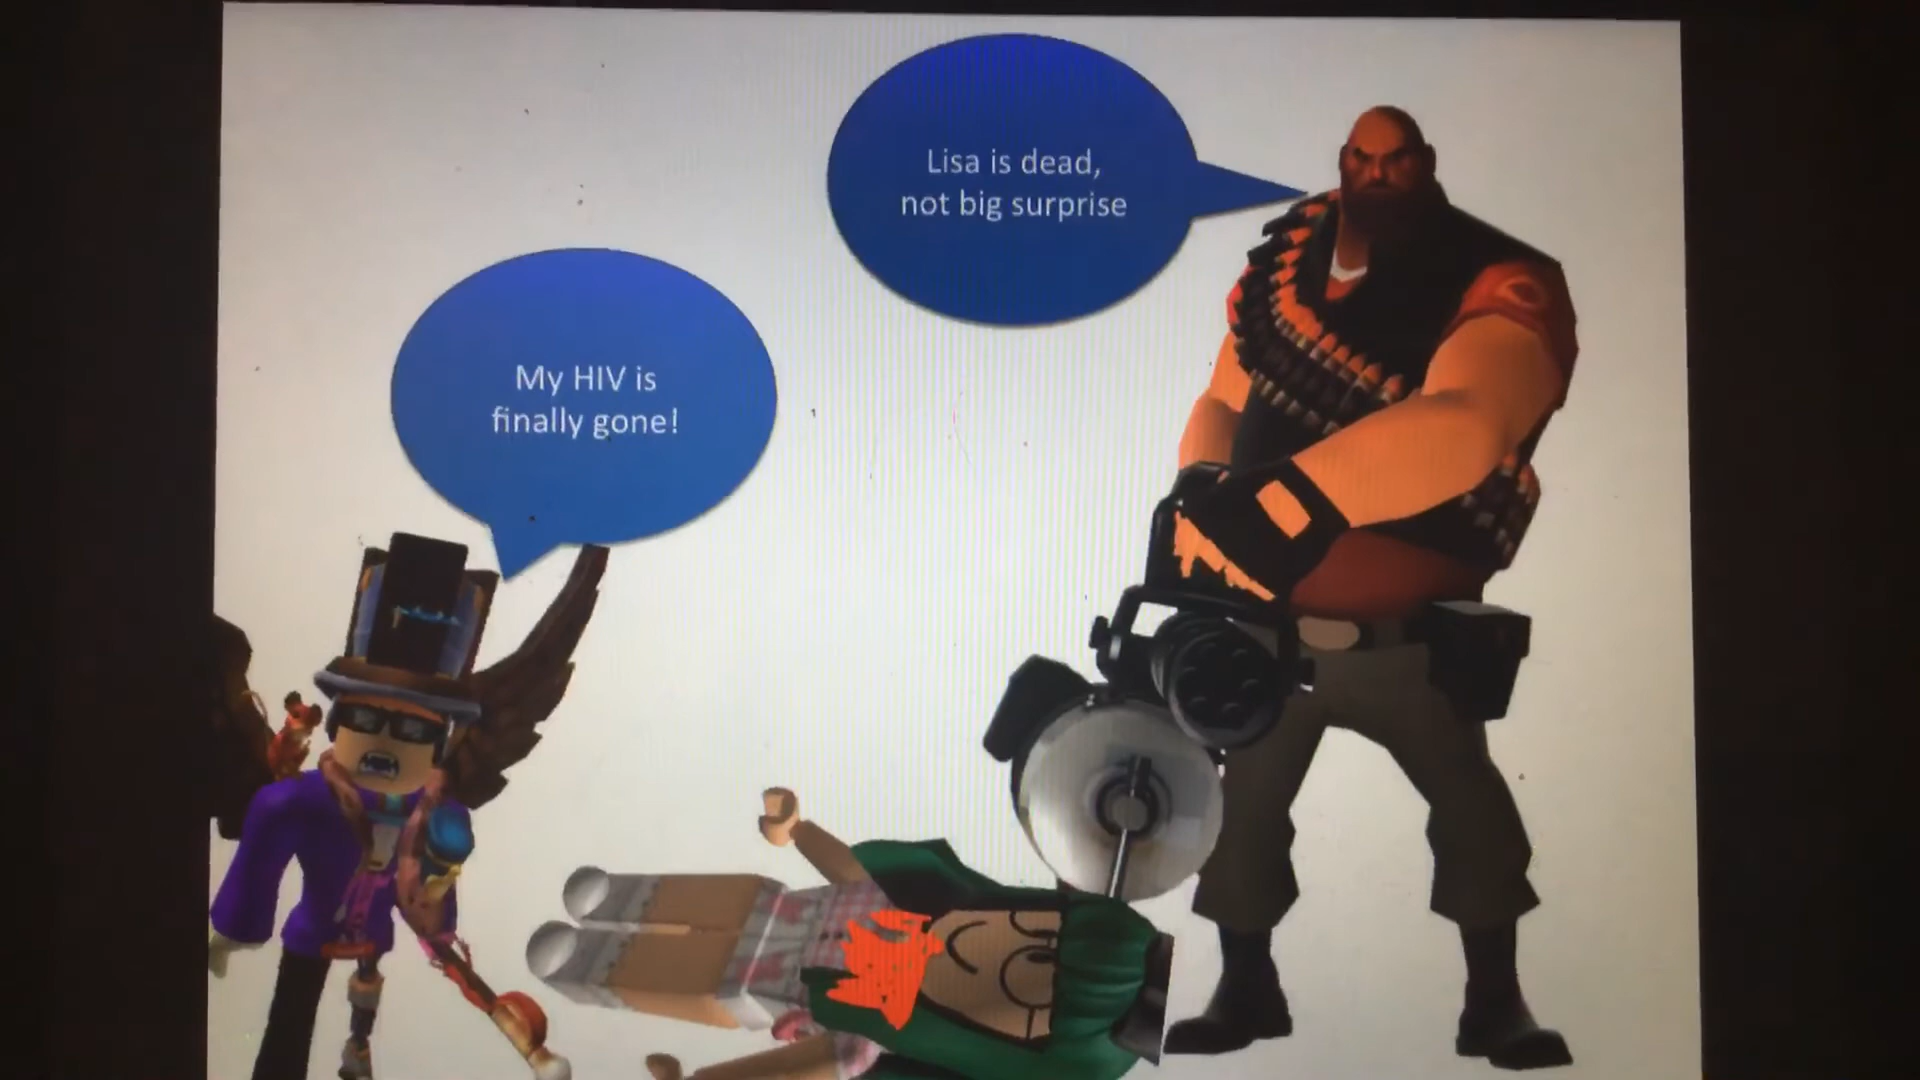 Lisa is dead,
not big surprise
My HIV is
finally gone!